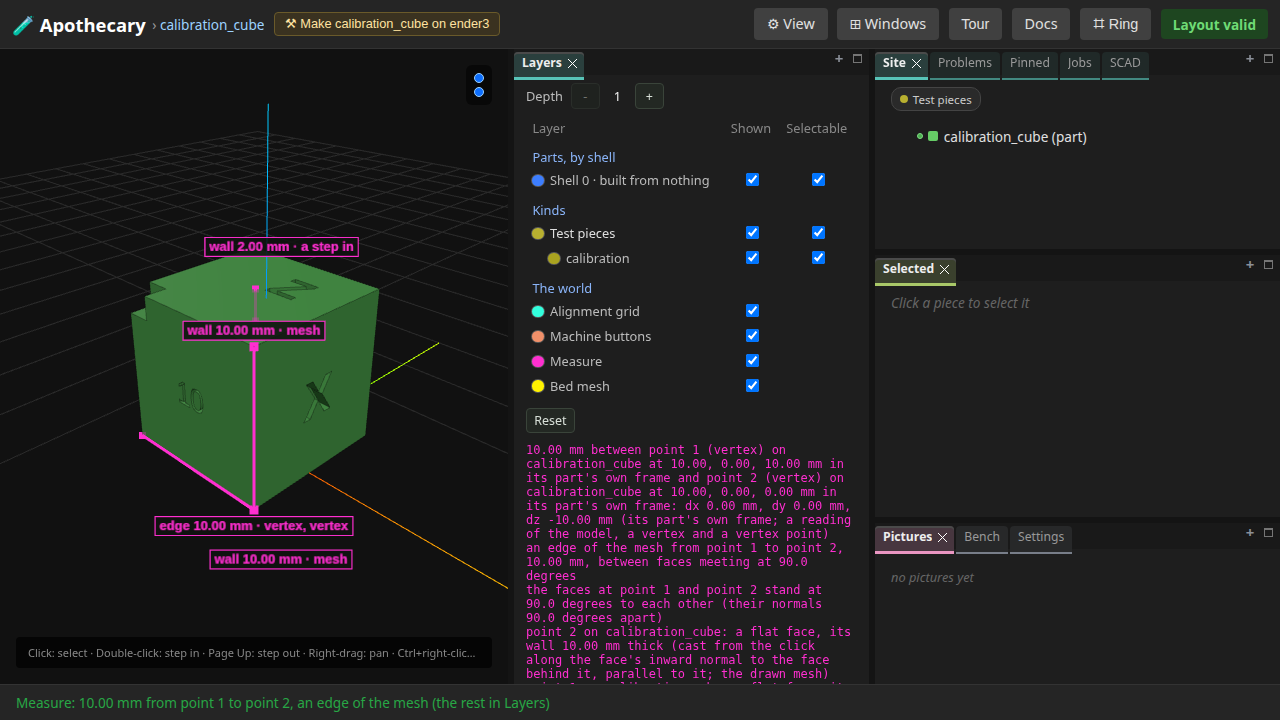 Apothecary › calibration_cube
⚒ Make calibration_cube on ender3
⚙ View
⊞ Windows
Tour
Docs
⌗ Ring
Layout valid
wall 2.00 mm · a step in
Z
wall 10.00 mm · mesh
10
X
edge 10.00 mm · vertex, vertex
wall 10.00 mm · mesh
Click: select · Double-click: step in · Page Up: step out · Right-drag: pan · Ctrl+right-clic...
Layers
Depth - 1 +
Layer Shown Selectable
Parts, by shell
Shell 0 · built from nothing
Kinds
Test pieces
calibration
The world
Alignment grid
Machine buttons
Measure
Bed mesh
Reset
10.00 mm between point 1 (vertex) on
calibration_cube at 10.00, 0.00, 10.00 mm in
its part's own frame and point 2 (vertex) on
calibration_cube at 10.00, 0.00, 0.00 mm in
its part's own frame: dx 0.00 mm, dy 0.00 mm,
dz -10.00 mm (its part's own frame; a reading
of the model, a vertex and a vertex point)
an edge of the mesh from point 1 to point 2,
10.00 mm, between faces meeting at 90.0
degrees
the faces at point 1 and point 2 stand at
90.0 degrees to each other (their normals
90.0 degrees apart)
point 2 on calibration_cube: a flat face, its
wall 10.00 mm thick (cast from the click
along the face's inward normal to the face
behind it, parallel to it; the drawn mesh)
Site Problems Pinned Jobs SCAD
Test pieces
calibration_cube (part)
Selected
Click a piece to select it
Pictures Bench Settings
no pictures yet
Measure: 10.00 mm from point 1 to point 2, an edge of the mesh (the rest in Layers)